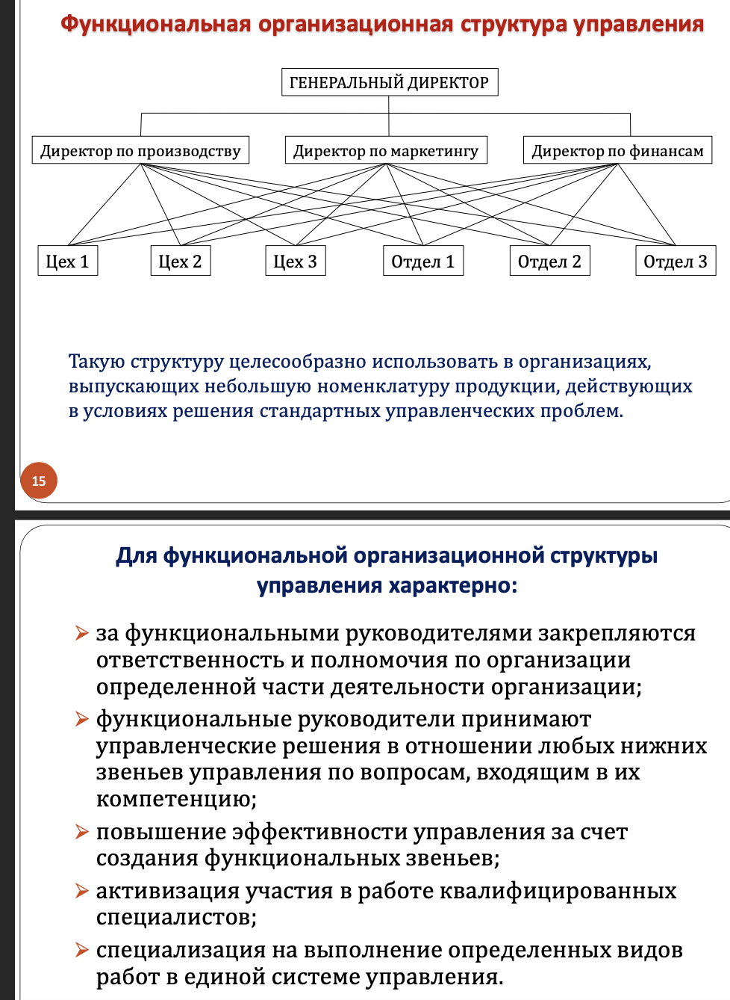 Функциональная организационная структура управления
ГЕНЕРАЛЬНЫЙ ДИРЕКТОР
Директор по производству
Директор по маркетингу
Директор по финансам
Цех 1
Цех 2
Цех 3
Отдел 1
Отдел 2
Отдел 3
Такую структуру целесообразно использовать в организациях,
выпускающих небольшую номенклатуру продукции, действующих
в условиях решения стандартных управленческих проблем.
15
Для функциональной организационной структуры
управления характерно:
за функциональными руководителями закрепляются
ответственность и полномочия по организации
определенной части деятельности организации;
функциональные руководители принимают
управленческие решения в отношении любых нижних
звеньев управления по вопросам, входящим в их
компетенцию;
повышение эффективности управления за счет
создания функциональных звеньев;
активизация участия в работе квалифицированных
специалистов;
специализация на выполнение определенных видов
работ в единой системе управления.